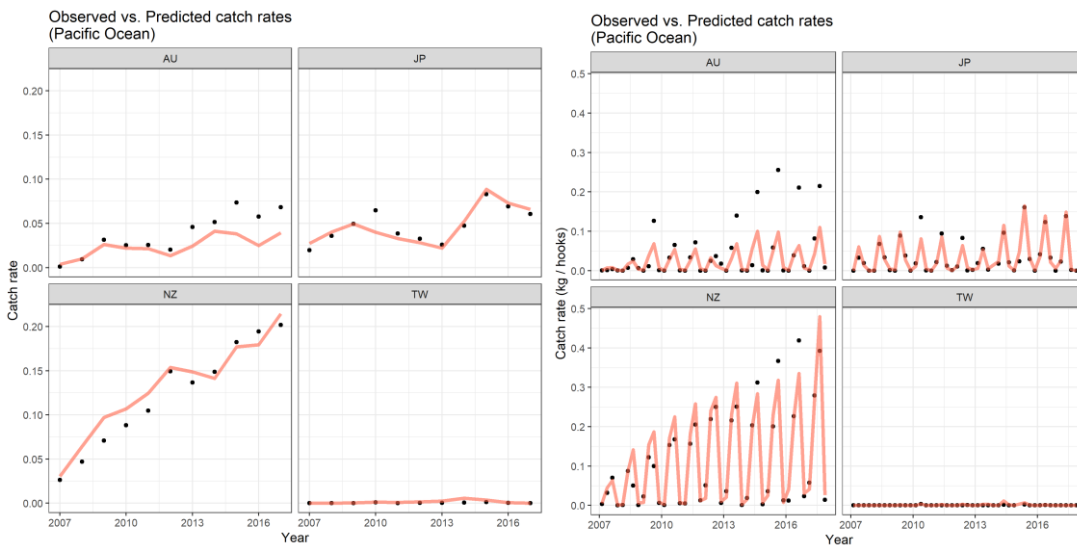 Observed vs. Predicted catch rates
(Pacific Ocean)
AU
JP
0.20
0.15
0.10
0.05
0.00
NZ
TW
0.20
0.15
0.10
0.05
0.00
2007
2010
2013
2016
2007
2010
2013
2016
Catch rate
Year
Observed vs. Predicted catch rates
(Pacific Ocean)
AU
JP
0.5
0.4
0.3
0.2
0.1
0.0
NZ
TW
0.5
0.4
0.3
0.2
0.1
0.0
2007
2010
2013
2016
2007
2010
2013
2016
Catch rate (kg / hooks)
Year